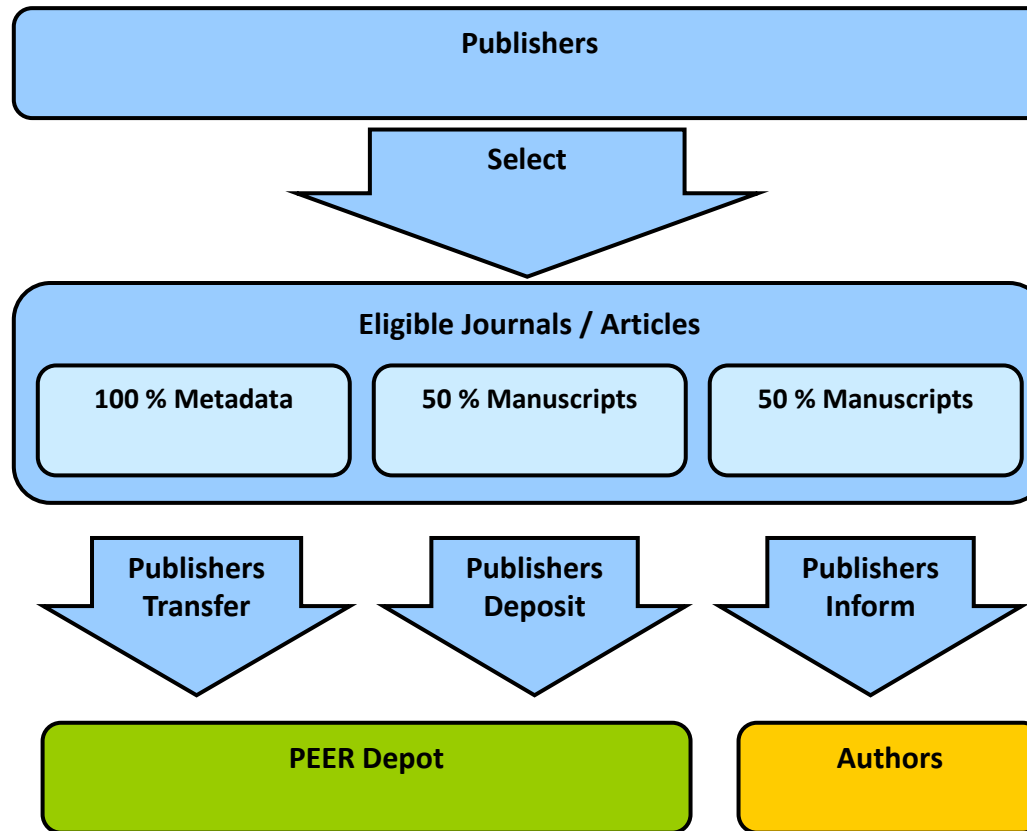 Publishers
Select
Eligible Journals / Articles
100 % Metadata
50 % Manuscripts
50 % Manuscripts
Publishers
Transfer
Publishers
Deposit
Publishers
Inform
PEER Depot
Authors